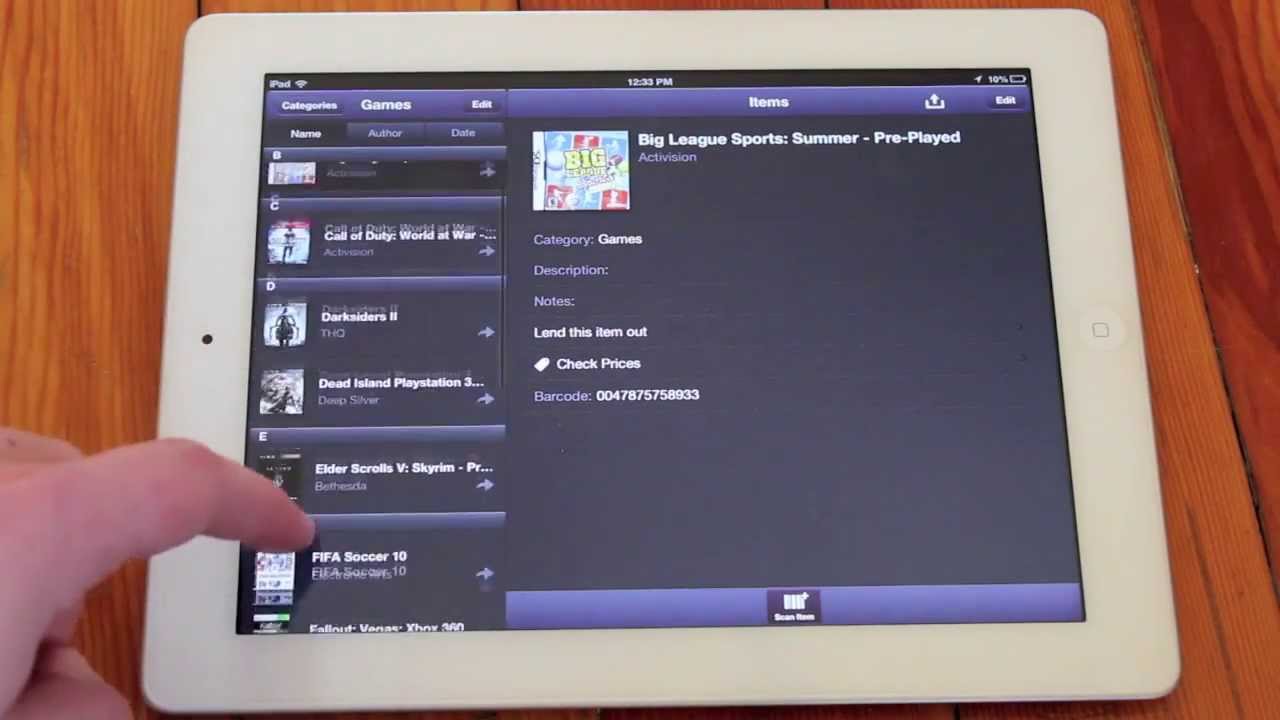 iPad 12:33 PM 10%
Categories Games Edit
Name Author Date
B
Activision
C
Call of Duty: World at War -...
Activision
D
Darksiders II
THQ
Dead Island Playstation 3...
Deep Silver
E
Elder Scrolls V: Skyrim - Pr...
Bethesda
FIFA Soccer 10
Electronic Arts
Fallout: Vegas: Xbox 360
Items Edit
BIG LEAGUE
Big League Sports: Summer - Pre-Played
Activision
Category: Games
Description:
Notes:
Lend this item out
Check Prices
Barcode: 0047875758933
Scan Item